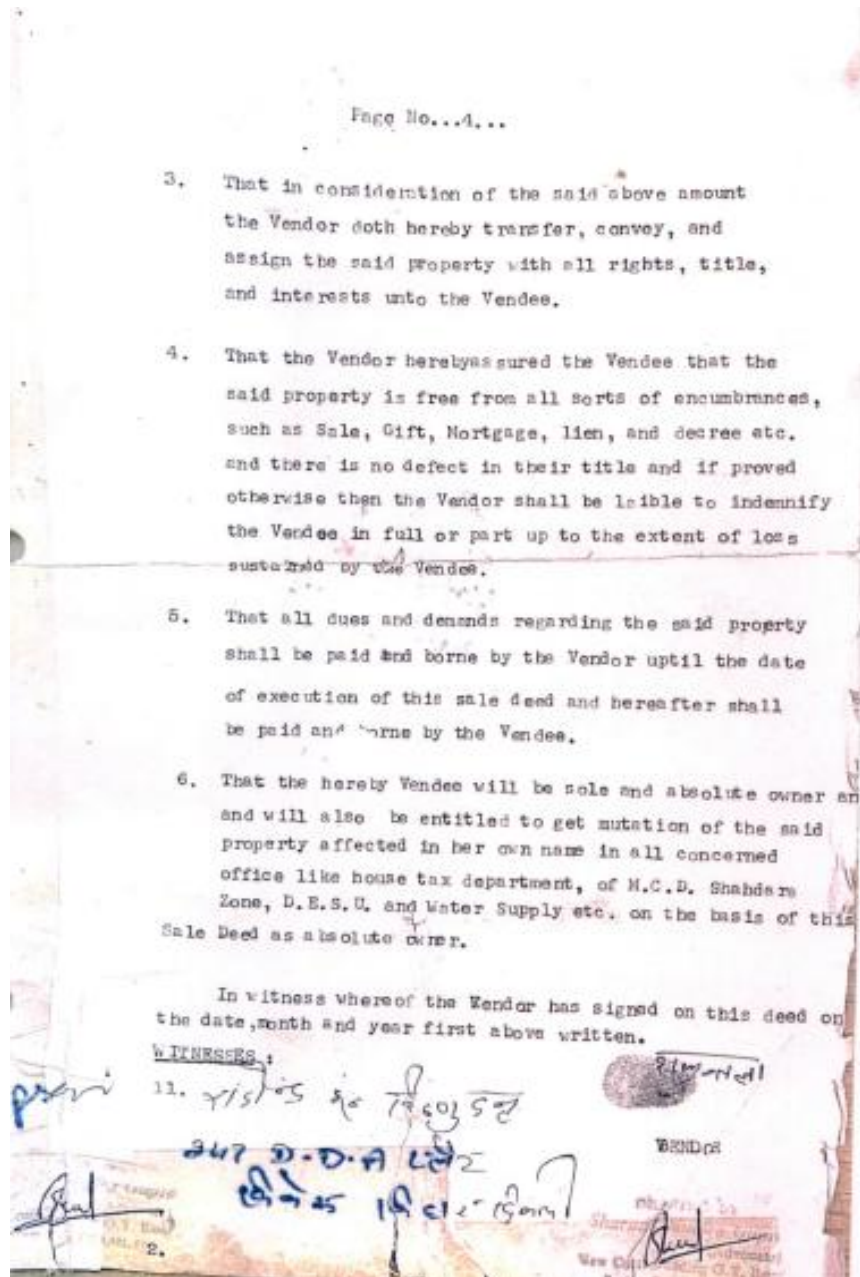 Page No...4...
3. That in consideration of the said above amount
the Vendor doth hereby transfer, convey, and
assign the said property with all rights, title,
and interests unto the Vendee.
4. That the Vendor herebyassured the Vendee that the
said property is free from all sorts of encumbrances,
such as Sale, Gift, Mortgage, lien, and decree etc.
and there is no defect in their title and if proved
otherwise then the Vendor shall be laible to indemnify
the Vendee in full or part up to the extent of loss
sustained by the Vendee.
5. That all dues and demands regarding the said property
shall be paid and borne by the Vendor uptil the date
of execution of this sale deed and hereafter shall
be paid and borne by the Vendee.
6. That the hereby Vendee will be sole and absolute owner an
and will also be entitled to get mutation of the said
property affected in her own name in all concerned
office like house tax department, of M.C.D. Shahdara
Zone, D.E.S.U. and Water Supply etc. on the basis of this
Sale Deed as absolute owner.
In witness whereof the Vendor has signed on this deed on
the date,month and year first above written.
WITNESSES :
11.
VENDOR
247 D.D.A
विवेक विहार दिल्ली
2.